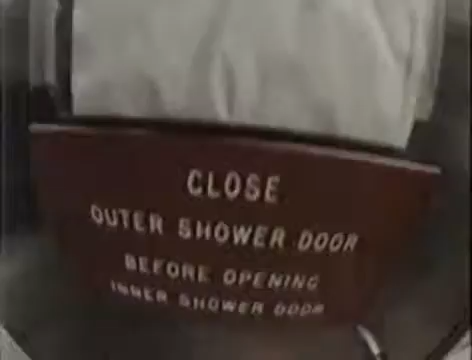 CLOSE
OUTER SHOWER DOOR
BEFORE OPENING
INNER SHOWER DOOR